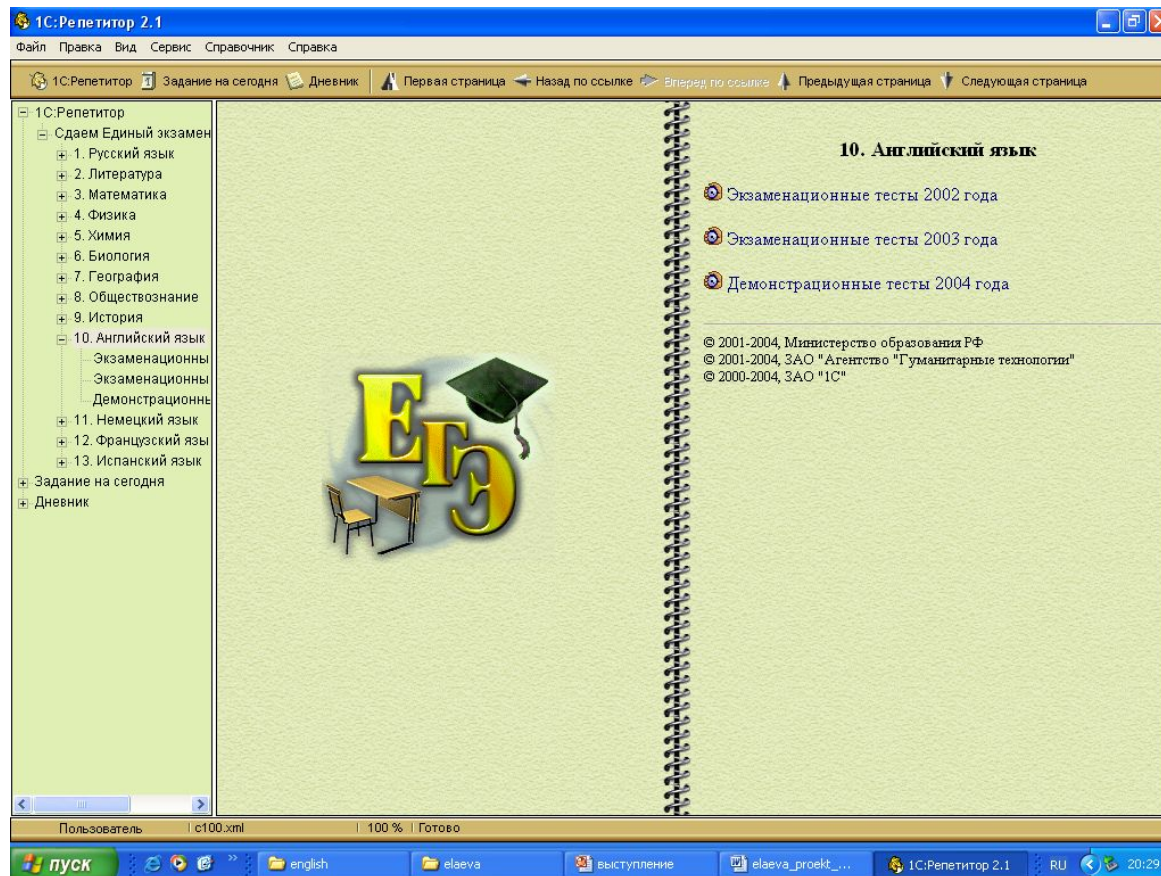 1С:Репетитор 2.1
Файл Правка Вид Сервис Справочник Справка
1С:Репетитор Задание на сегодня Дневник Первая страница Назад по ссылке Вперед по ссылке Предыдущая страница Следующая страница
1С:Репетитор
Сдаем Единый экзамен
1. Русский язык
2. Литература
3. Математика
4. Физика
5. Химия
6. Биология
7. География
8. Обществознание
9. История
10. Английский язык
Экзаменационны
Экзаменационны
Демонстрационнь
11. Немецкий язык
12. Французский язы
13. Испанский язык
Задание на сегодня
Дневник
ЕГЭ
10. Английский язык
Экзаменационные тесты 2002 года
Экзаменационные тесты 2003 года
Демонстрационные тесты 2004 года
© 2001-2004, Министерство образования РФ
© 2001-2004, ЗАО "Агентство "Гуманитарные технологии"
© 2000-2004, ЗАО "1С"
Пользователь c100.xml 100 % Готово
пуск » english elaeva выступление elaeva_proekt_... 1С:Репетитор 2.1 RU 20:29